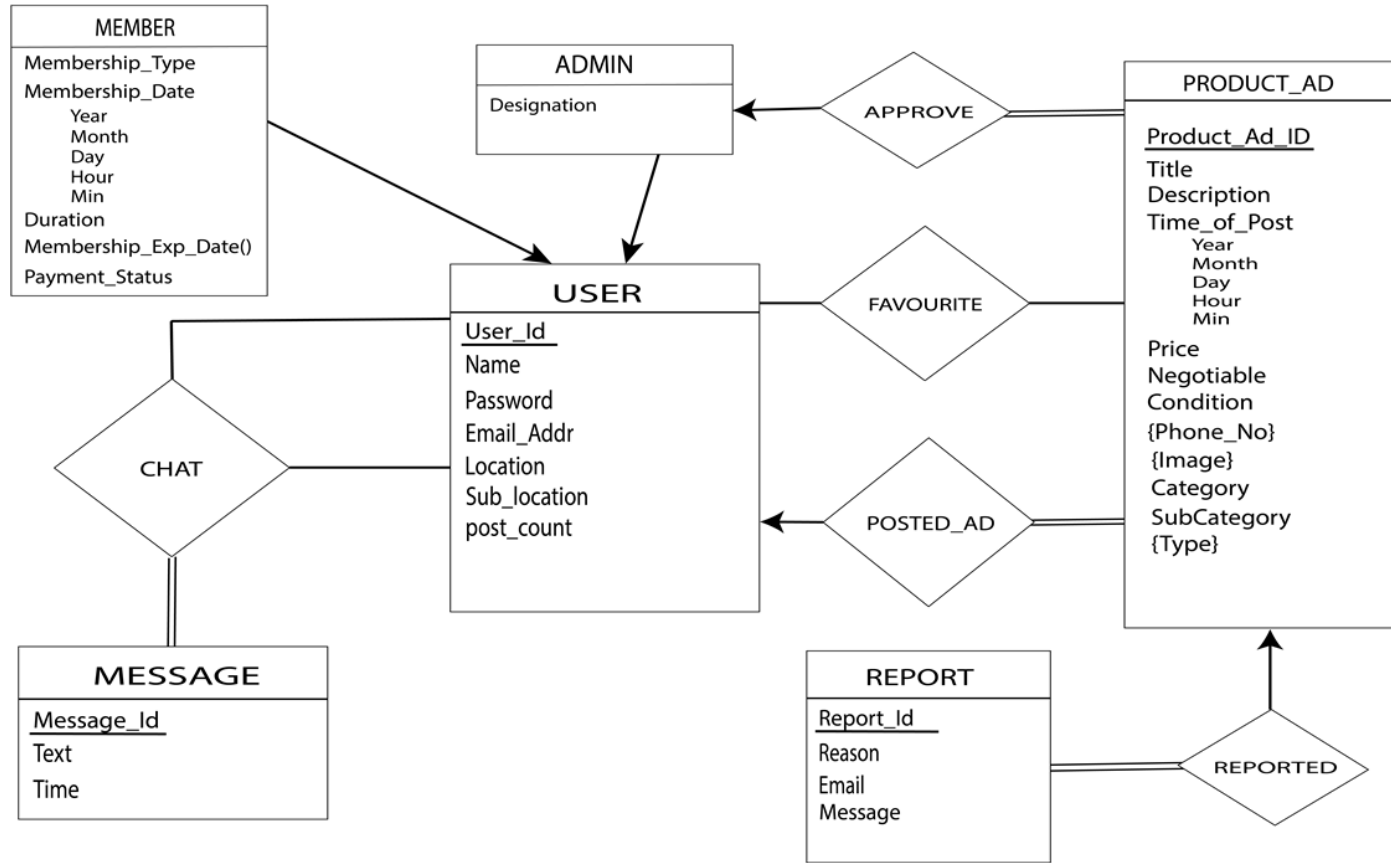 MEMBER
Membership_Type
Membership_Date
Year
Month
Day
Hour
Min
Duration
Membership_Exp_Date()
Payment_Status
ADMIN
Designation
APPROVE
PRODUCT_AD
Product_Ad_ID
Title
Description
Time_of_Post
Year
Month
Day
Hour
Min
Price
Negotiable
Condition
{Phone_No}
{Image}
Category
SubCategory
{Type}
USER
User_Id
Name
Password
Email_Addr
Location
Sub_location
post_count
FAVOURITE
CHAT
POSTED_AD
MESSAGE
Message_Id
Text
Time
REPORT
Report_Id
Reason
Email
Message
REPORTED